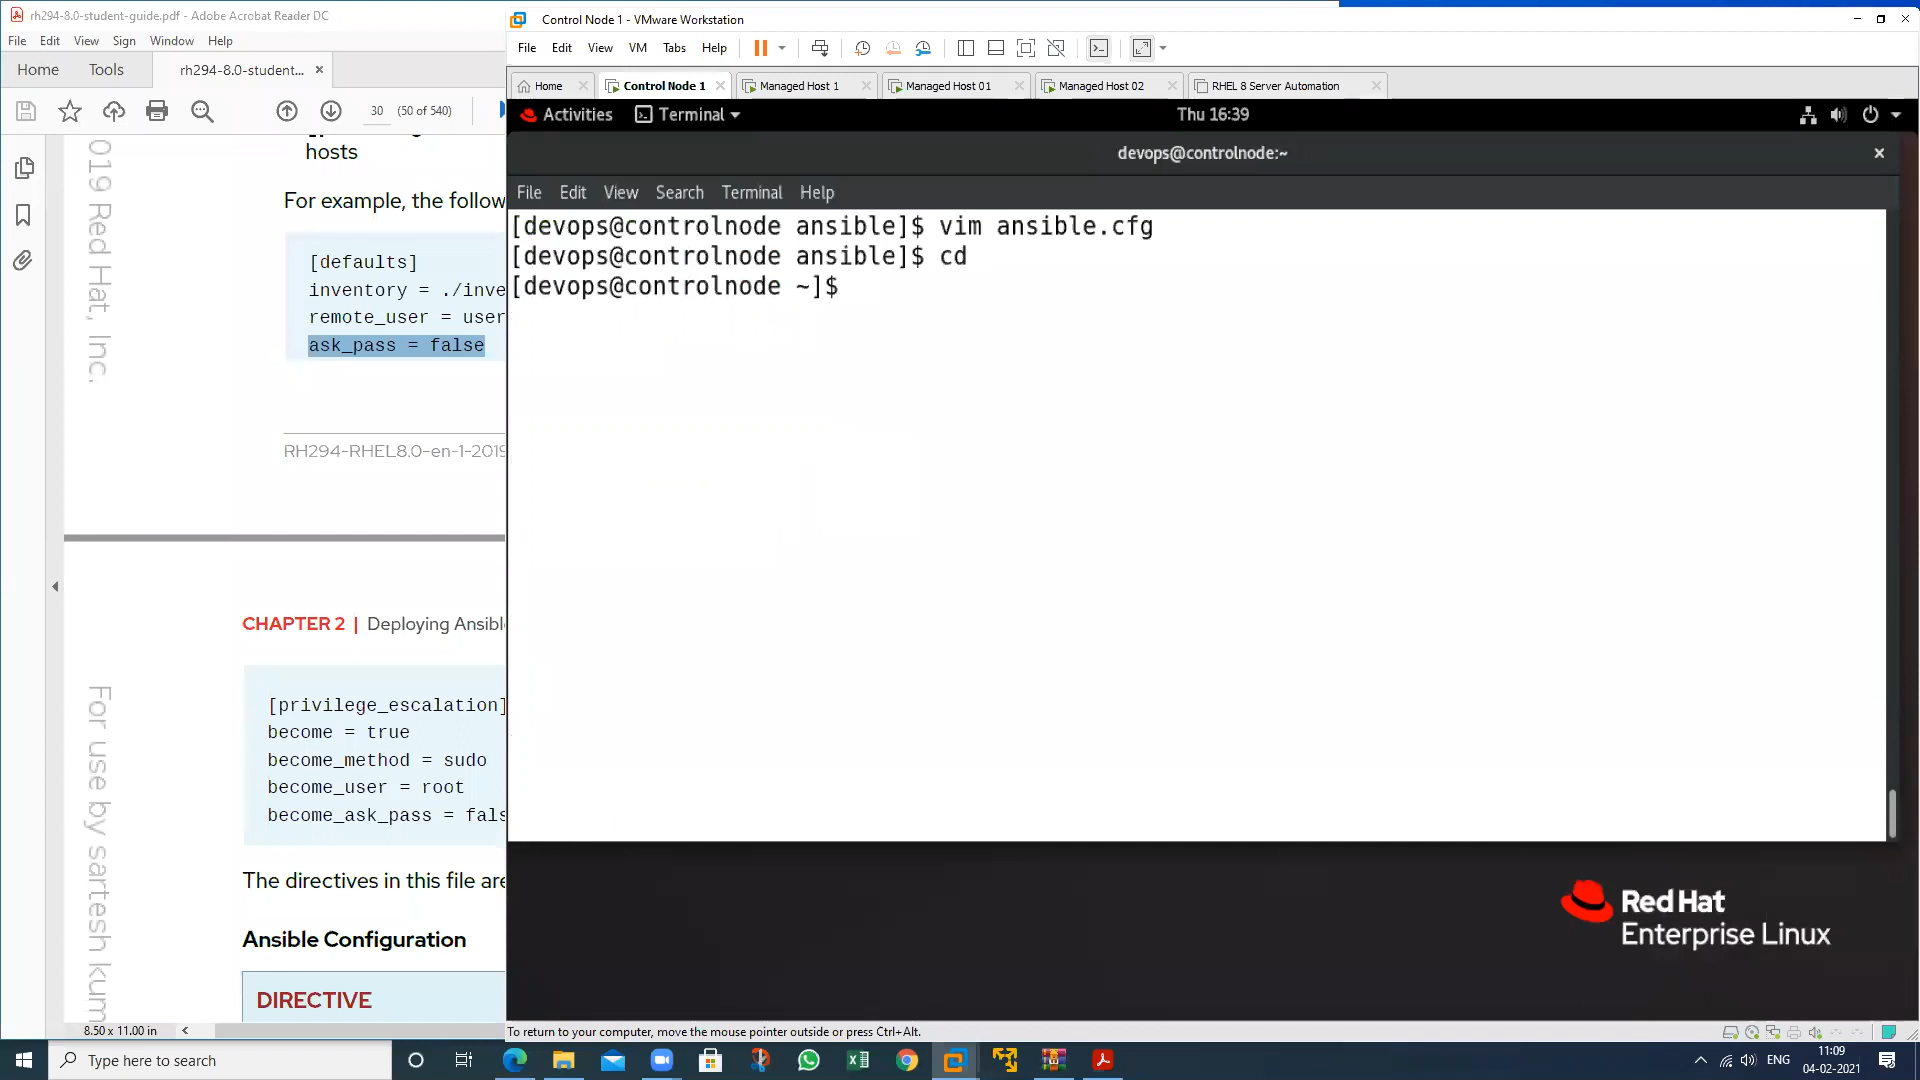 rh294-8.0-student-guide.pdf - Adobe Acrobat Reader DC
File Edit View Sign Window Help
Home Tools rh294-8.0-student... ×
30 (50 of 540)
hosts
For example, the follow
[defaults]
inventory = ./inve
remote_user = user
ask_pass = false
RH294-RHEL8.0-en-1-2019
019 Red Hat, Inc.
CHAPTER 2 | Deploying Ansibl
[privilege_escalation]
become = true
become_method = sudo
become_user = root
become_ask_pass = fals
The directives in this file are
Ansible Configuration
DIRECTIVE
For use by sartesh kum
8.50 x 11.00 in
Control Node 1 - VMware Workstation
File Edit View VM Tabs Help
Home Control Node 1 Managed Host 1 Managed Host 01 Managed Host 02 RHEL 8 Server Automation
Activities Terminal Thu 16:39
devops@controlnode:~
File Edit View Search Terminal Help
[devops@controlnode ansible]$ vim ansible.cfg
[devops@controlnode ansible]$ cd
[devops@controlnode ~]$
Red Hat
Enterprise Linux
To return to your computer, move the mouse pointer outside or press Ctrl+Alt.
Type here to search
ENG
11:09
04-02-2021